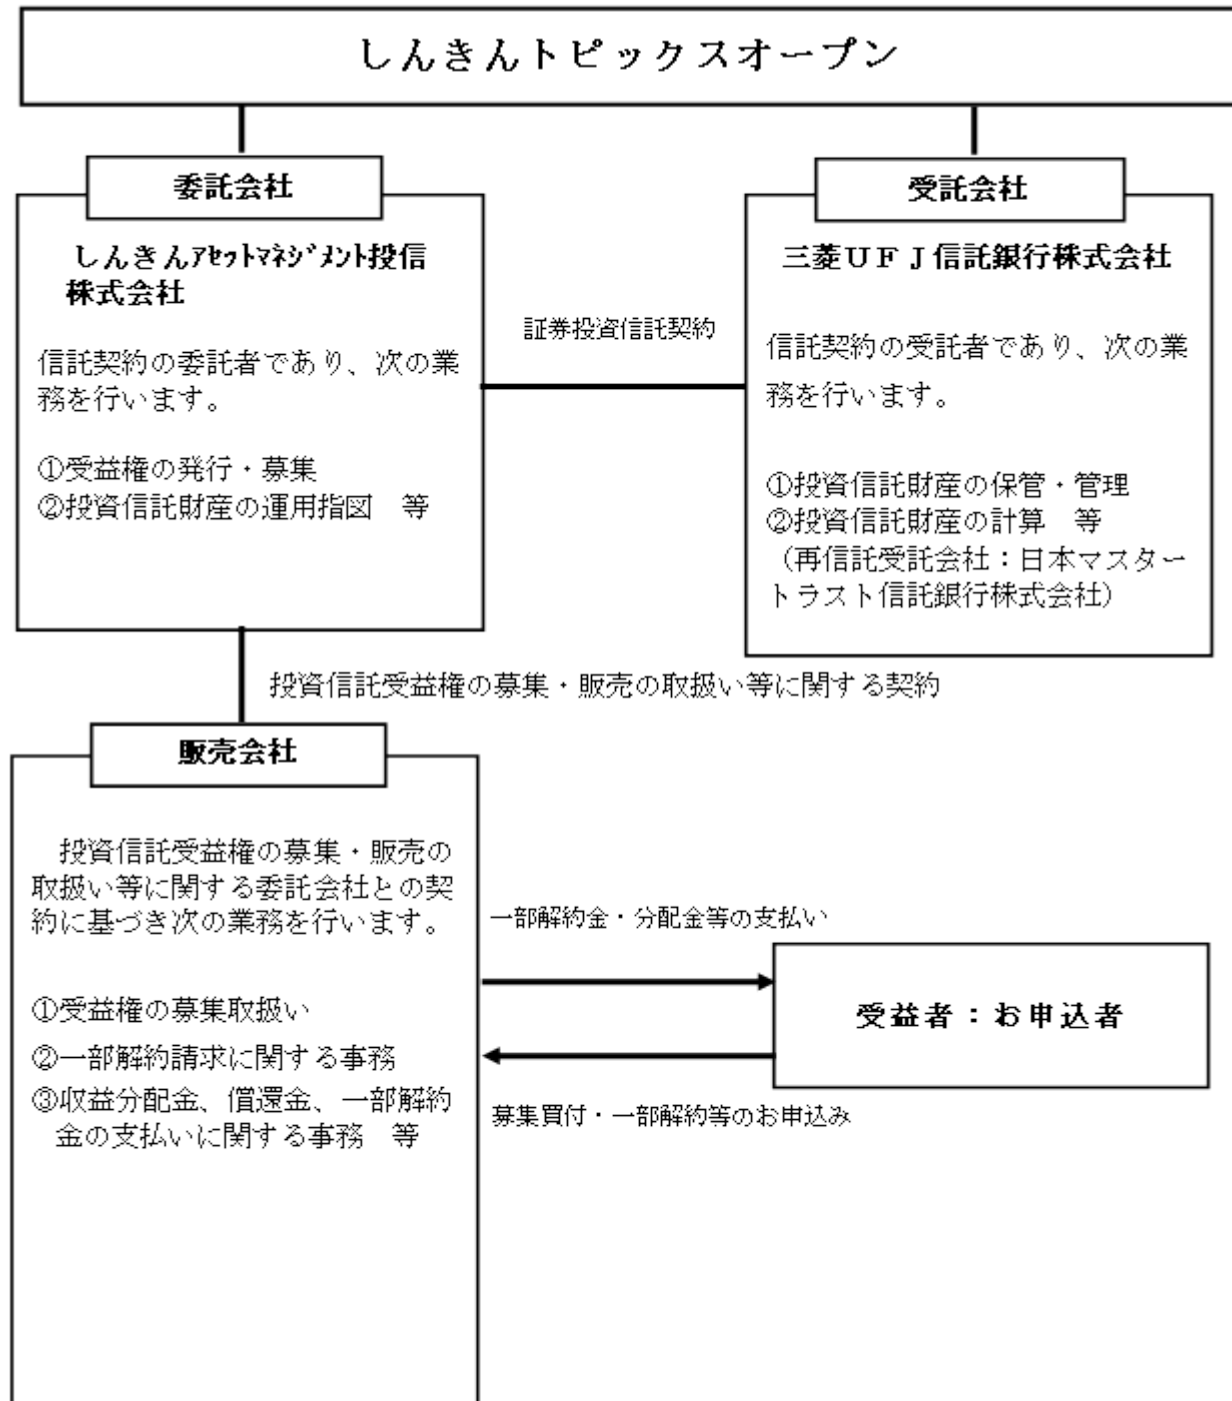 しんきんトピックスオープン
委託会社
しんきんｱｾｯﾄﾏﾈｼﾞﾒﾝﾄ投信
株式会社
信託契約の委託者であり、次の業
務を行います。
①受益権の発行・募集
②投資信託財産の運用指図　等
証券投資信託契約
受託会社
三菱ＵＦＪ信託銀行株式会社
信託契約の受託者であり、次の業
務を行います。
①投資信託財産の保管・管理
②投資信託財産の計算　等
（再信託受託会社：日本マスター
トラスト信託銀行株式会社）
投資信託受益権の募集・販売の取扱い等に関する契約
販売会社
投資信託受益権の募集・販売の
取扱い等に関する委託会社との契
約に基づき次の業務を行います。
①受益権の募集取扱い
②一部解約請求に関する事務
③収益分配金、償還金、一部解約
金の支払いに関する事務　等
一部解約金・分配金等の支払い
受益者：お申込者
募集買付・一部解約等のお申込み